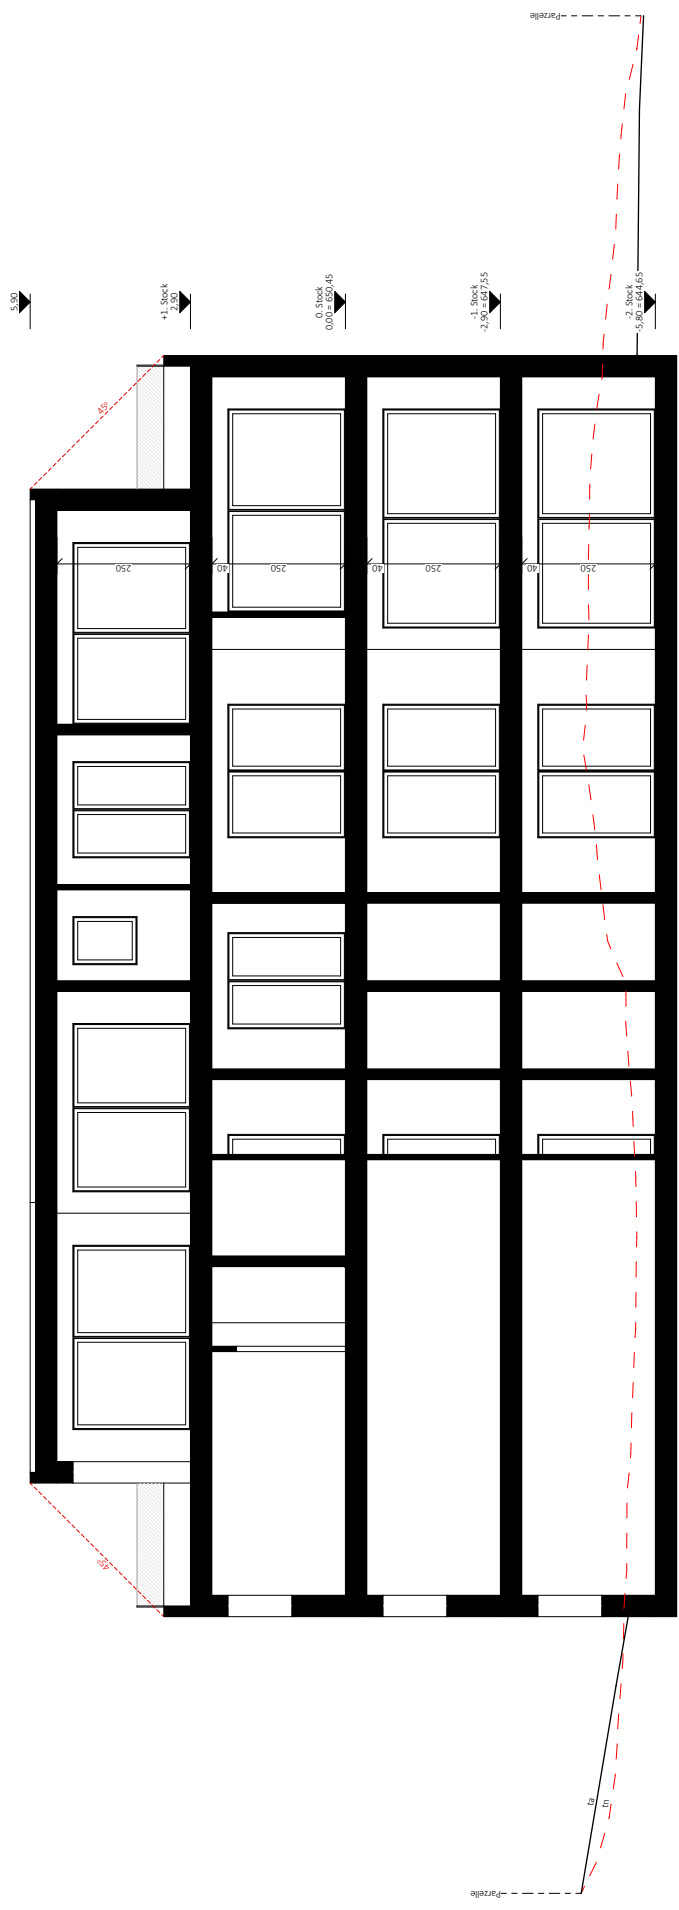 Parzelle
5,90
+1. Stock
2,90
0. Stock
0,00 = 650,45
-1. Stock
-2,90 = 647,55
-2. Stock
-5,80 = 644,65
45°
250
40
250
40
250
40
250
45°
ta
tn
Parzelle